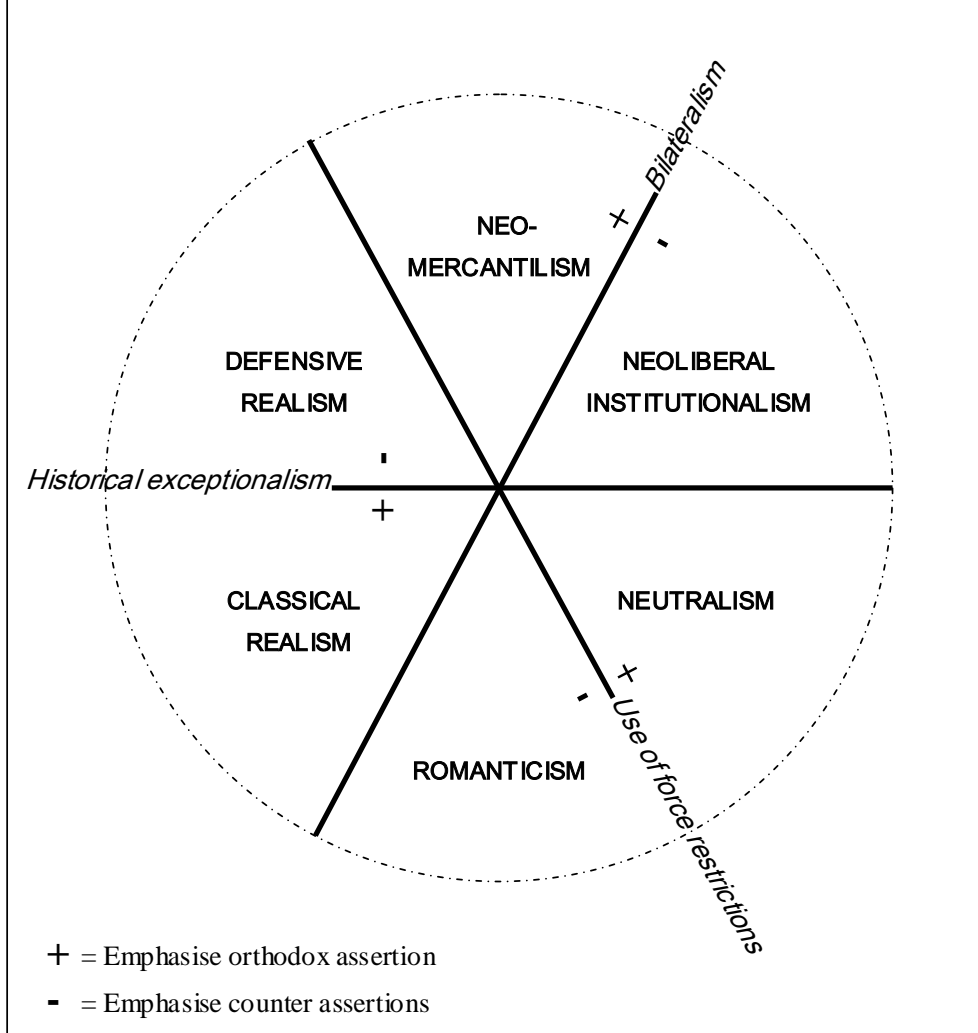 Bilateralism
+
-
NEO-
MERCANTILISM
DEFENSIVE
REALISM
NEOLIBERAL
INSTITUTIONALISM
-
Historical exceptionalism
+
CLASSICAL
REALISM
NEUTRALISM
+
-
Use of force restrictions
ROMANTICISM
+ = Emphasise orthodox assertion
- = Emphasise counter assertions